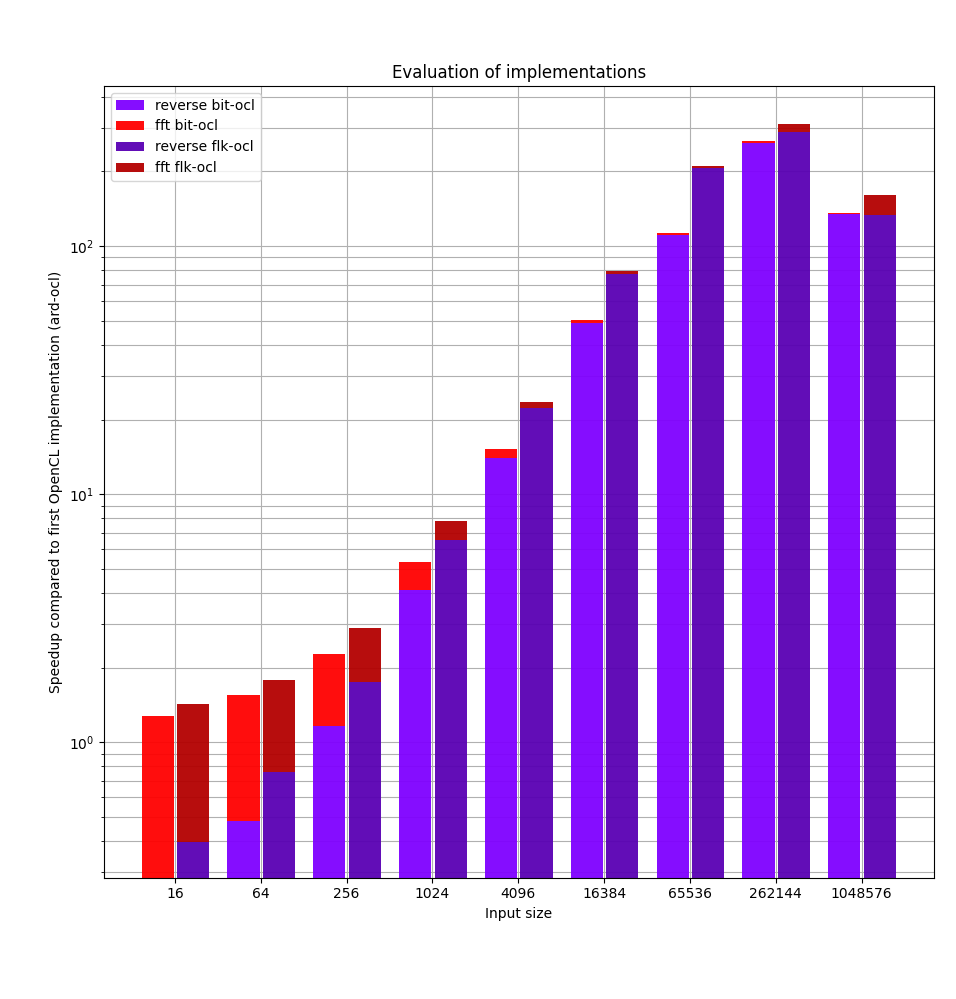 Evaluation of implementations
reverse bit-ocl
fft bit-ocl
reverse flk-ocl
fft flk-ocl
Speedup compared to first OpenCL implementation (ard-ocl)
10²
10¹
10⁰
16 64 256 1024 4096 16384 65536 262144 1048576
Input size